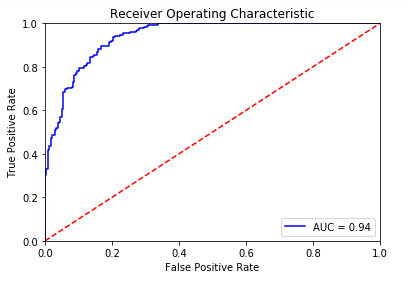 Receiver Operating Characteristic
1.0
0.8
0.6
0.4
0.2
0.0
True Positive Rate
AUC = 0.94
0.0 0.2 0.4 0.6 0.8 1.0
False Positive Rate